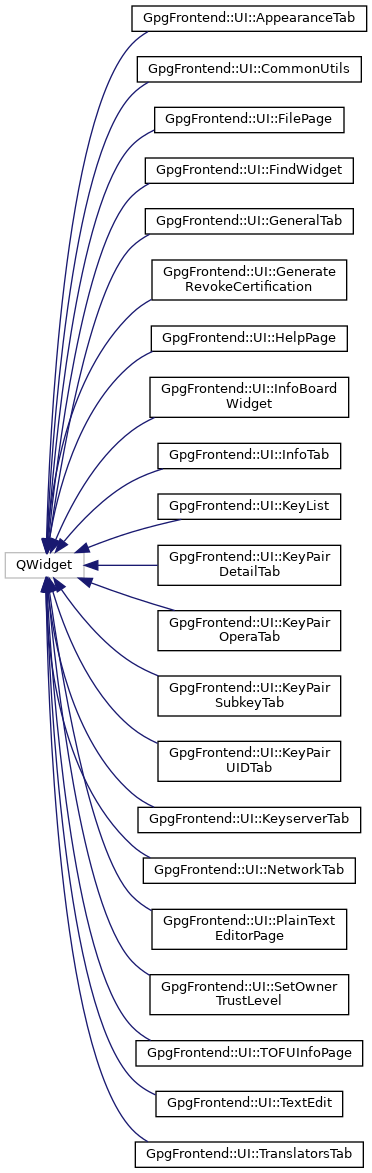 GpgFrontend::UI::AppearanceTab
GpgFrontend::UI::CommonUtils
GpgFrontend::UI::FilePage
GpgFrontend::UI::FindWidget
GpgFrontend::UI::GeneralTab
GpgFrontend::UI::Generate
RevokeCertification
GpgFrontend::UI::HelpPage
GpgFrontend::UI::InfoBoard
Widget
GpgFrontend::UI::InfoTab
GpgFrontend::UI::KeyList
QWidget
GpgFrontend::UI::KeyPair
DetailTab
GpgFrontend::UI::KeyPair
OperaTab
GpgFrontend::UI::KeyPair
SubkeyTab
GpgFrontend::UI::KeyPair
UIDTab
GpgFrontend::UI::KeyserverTab
GpgFrontend::UI::NetworkTab
GpgFrontend::UI::PlainText
EditorPage
GpgFrontend::UI::SetOwner
TrustLevel
GpgFrontend::UI::TOFUInfoPage
GpgFrontend::UI::TextEdit
GpgFrontend::UI::TranslatorsTab